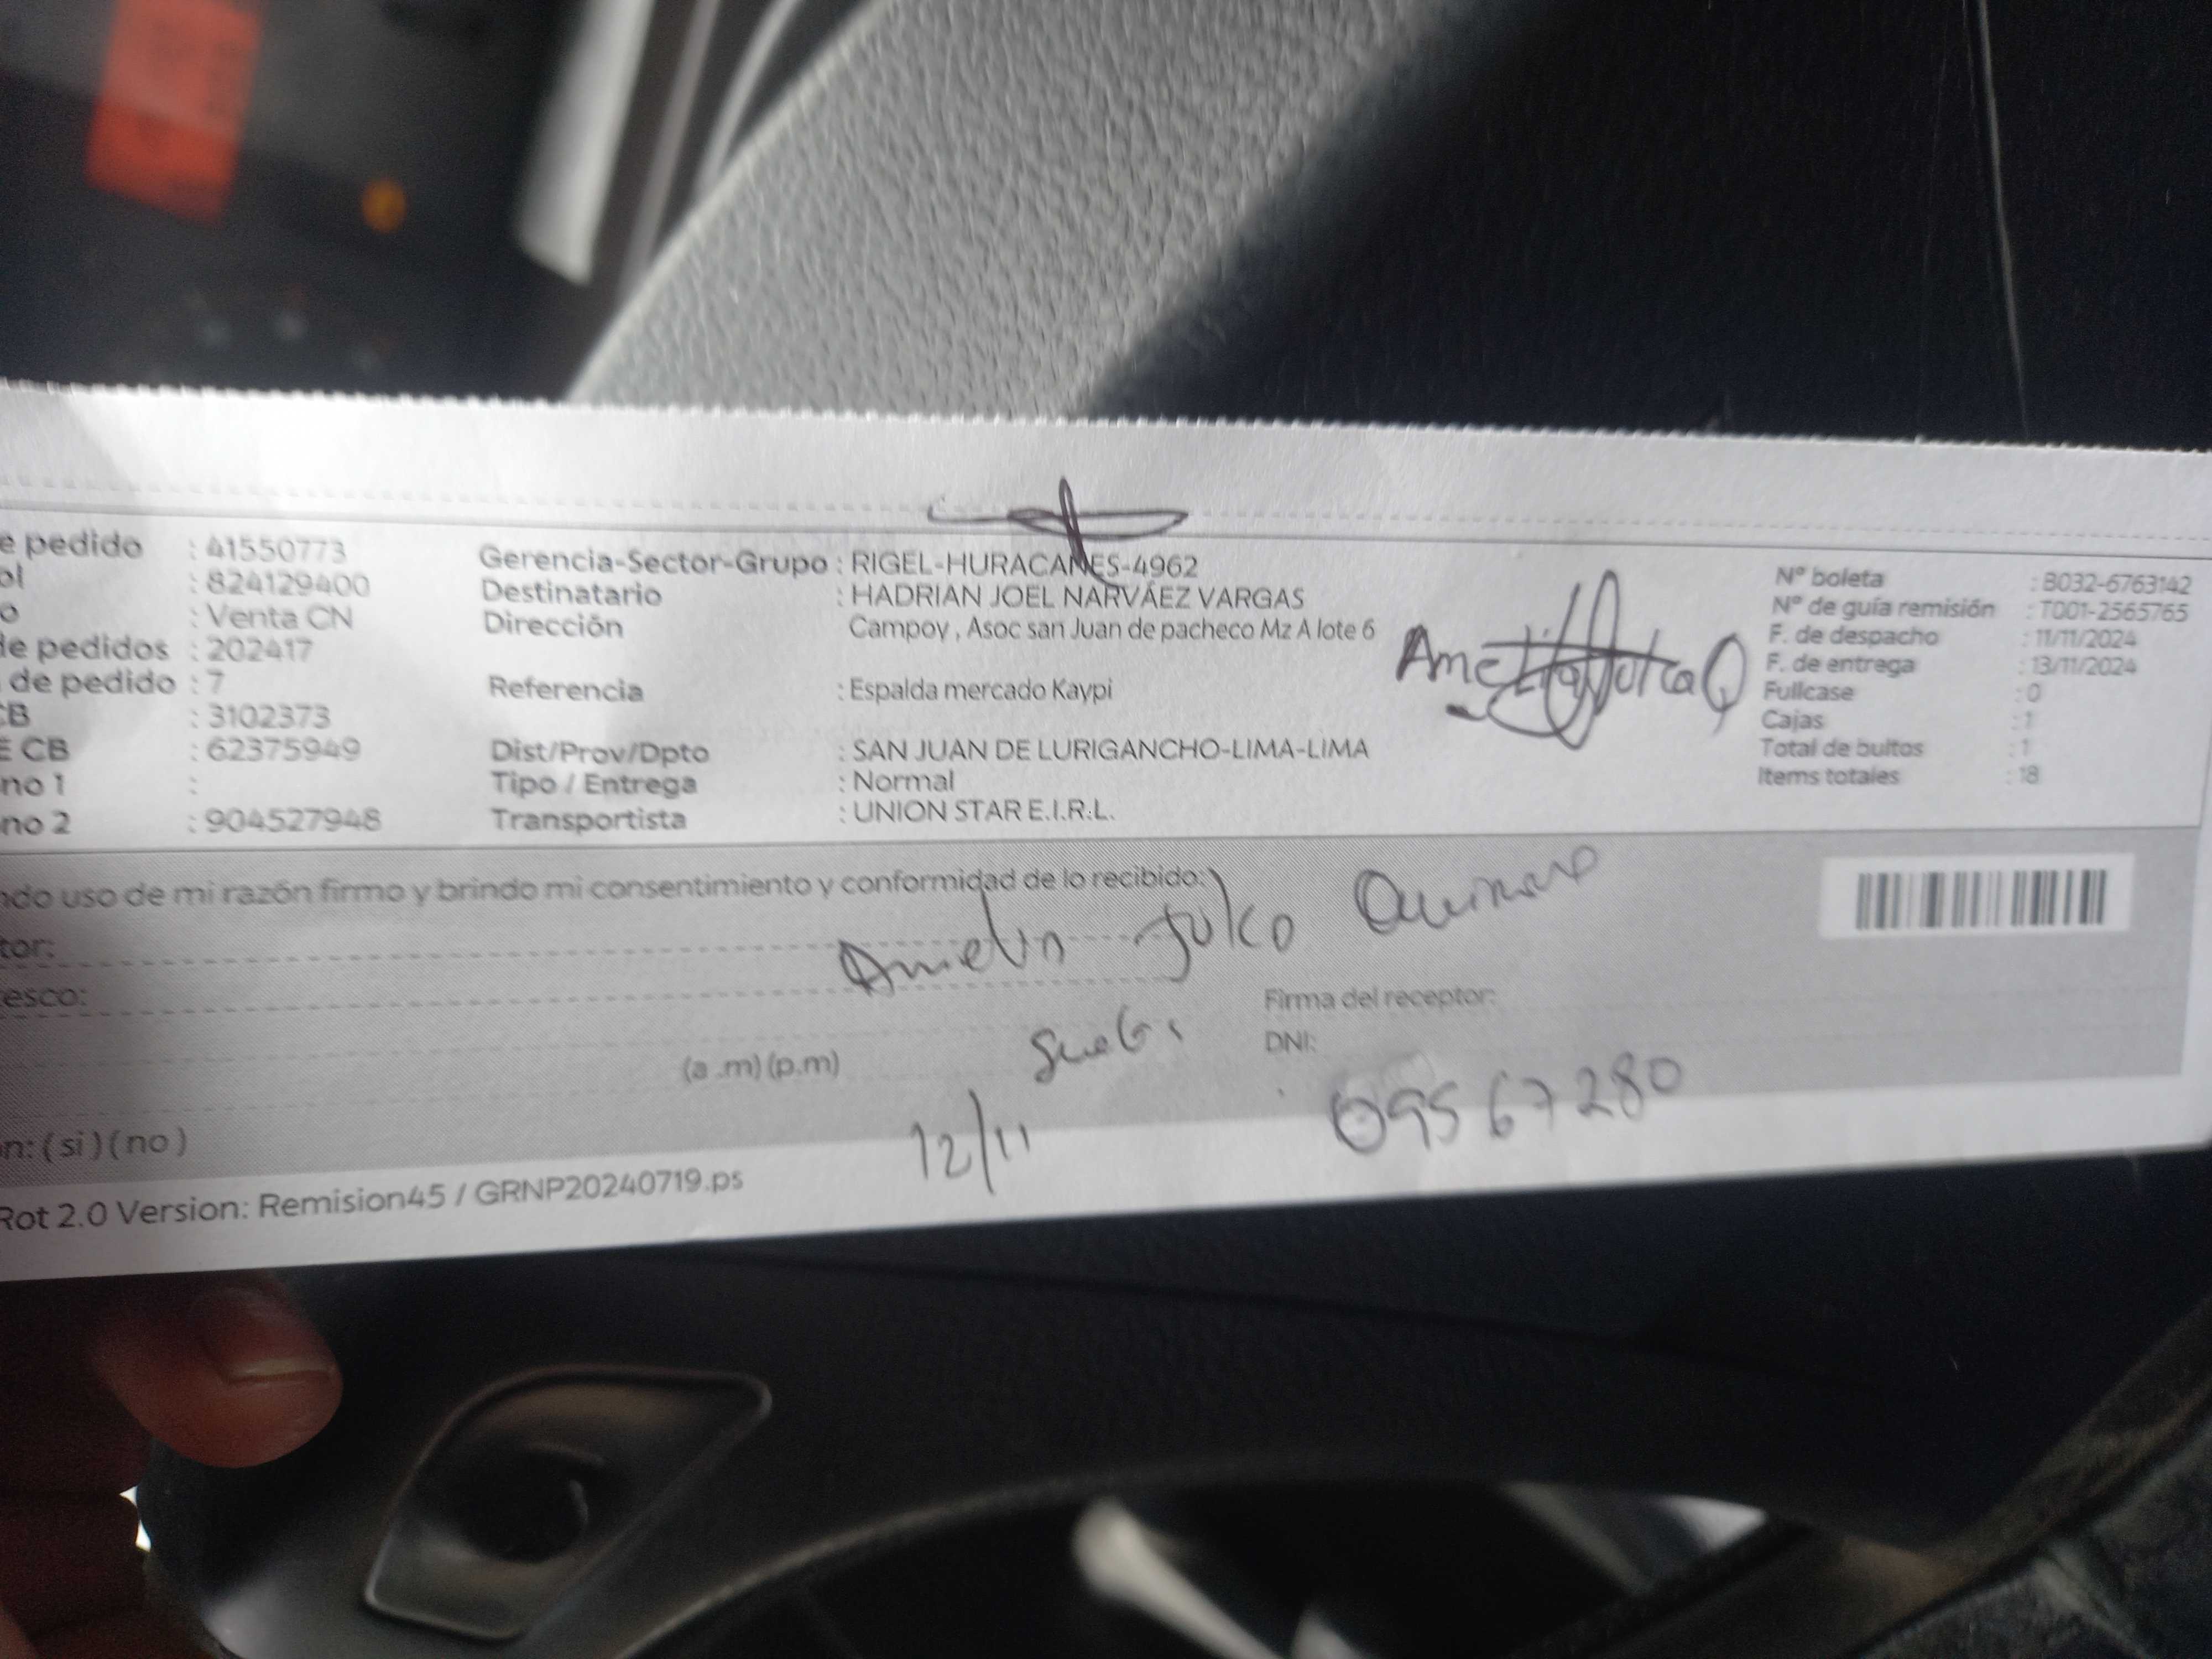 e pedido : 41550773
ol : 824129400
o : Venta CN
de pedidos : 202417
de pedido : 7
CB : 3102373
E CB : 62375949
no 1 :
no 2 : 904527948
Gerencia-Sector-Grupo : RIGEL-HURACANES-4962
Destinatario : HADRIAN JOEL NARVÁEZ VARGAS
Dirección Campoy , Asoc san Juan de pacheco Mz A lote 6
Referencia : Espalda mercado Kaypi
Dist/Prov/Dpto : SAN JUAN DE LURIGANCHO-LIMA-LIMA
Tipo / Entrega : Normal
Transportista : UNION STAR E.I.R.L.
Nº boleta : B032-6763142
Nº de guía remisión : T001-2565765
F. de despacho : 11/11/2024
F. de entrega : 13/11/2024
Fullcase : 0
Cajas : 1
Total de bultos : 1
Items totales : 18
ndo uso de mi razón firmo y brindo mi consentimiento y conformidad de lo recibido:
tor:
Julca
esco:
Firma del receptor:
(a .m) (p.m)
DNI:
09567280
12/11
n: ( si ) ( no )
Rot 2.0 Version: Remision45 / GRNP20240719.ps